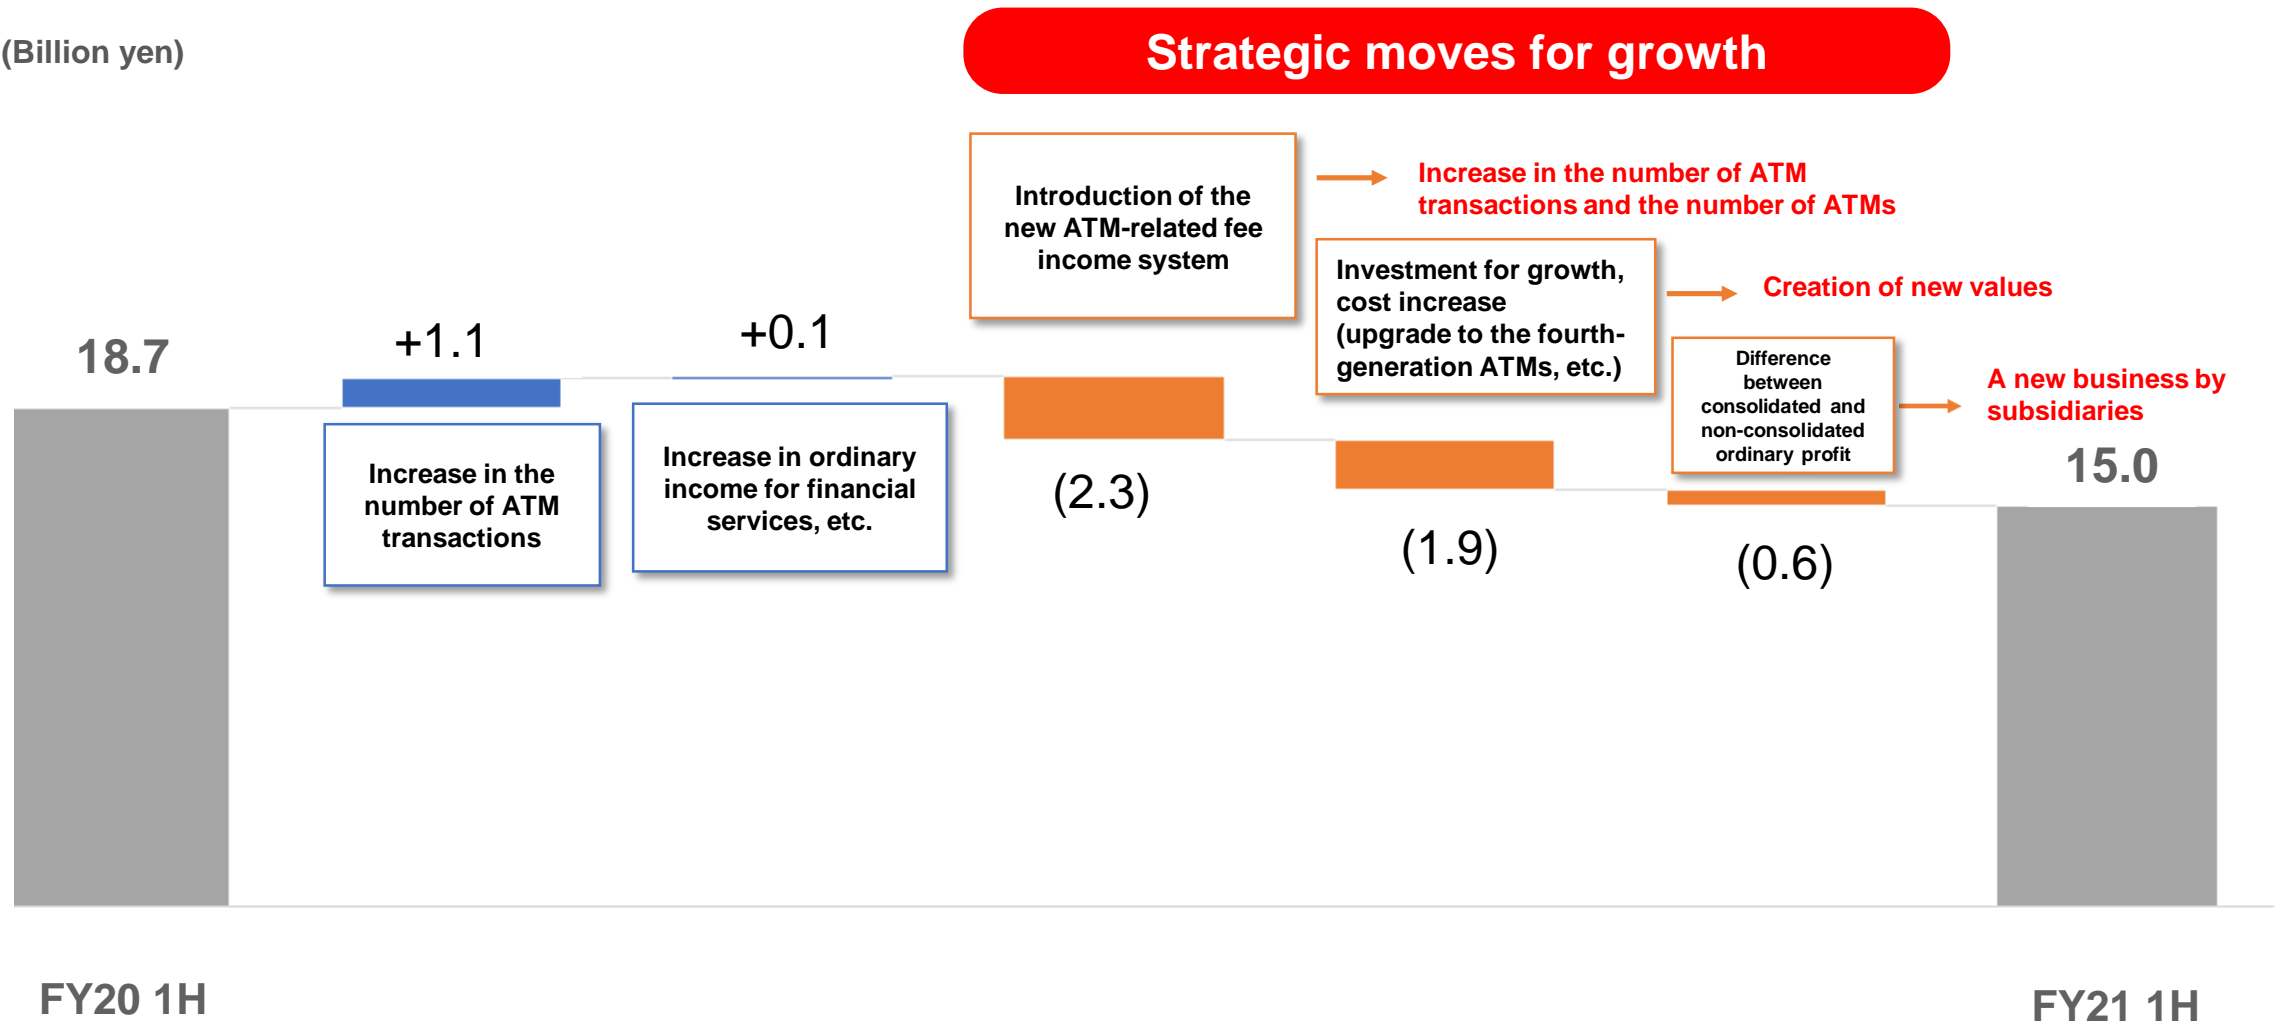 (Billion yen)
Strategic moves for growth
Introduction of the
new ATM-related fee
income system
Increase in the number of ATM
transactions and the number of ATMs
Investment for growth,
cost increase
(upgrade to the fourth-
generation ATMs, etc.)
Creation of new values
Difference
between
consolidated and
non-consolidated
ordinary profit
A new business by
subsidiaries
18.7
+1.1
+0.1
Increase in the
number of ATM
transactions
Increase in ordinary
income for financial
services, etc.
(2.3)
(1.9)
(0.6)
15.0
FY20 1H
FY21 1H